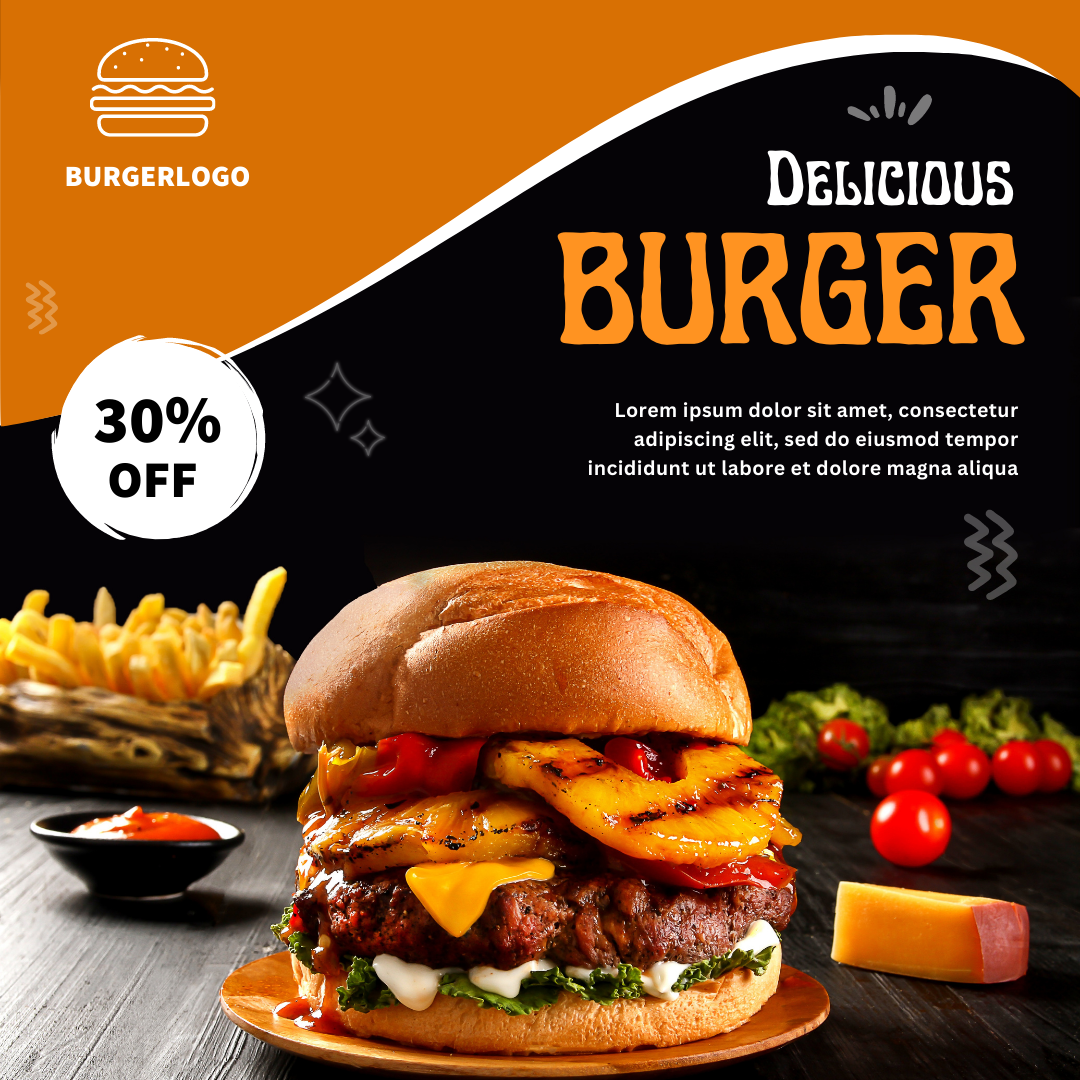 BURGERLOGO
DELICIOUS
BURGER
30%
OFF
Lorem ipsum dolor sit amet, consectetur
adipiscing elit, sed do eiusmod tempor
incididunt ut labore et dolore magna aliqua